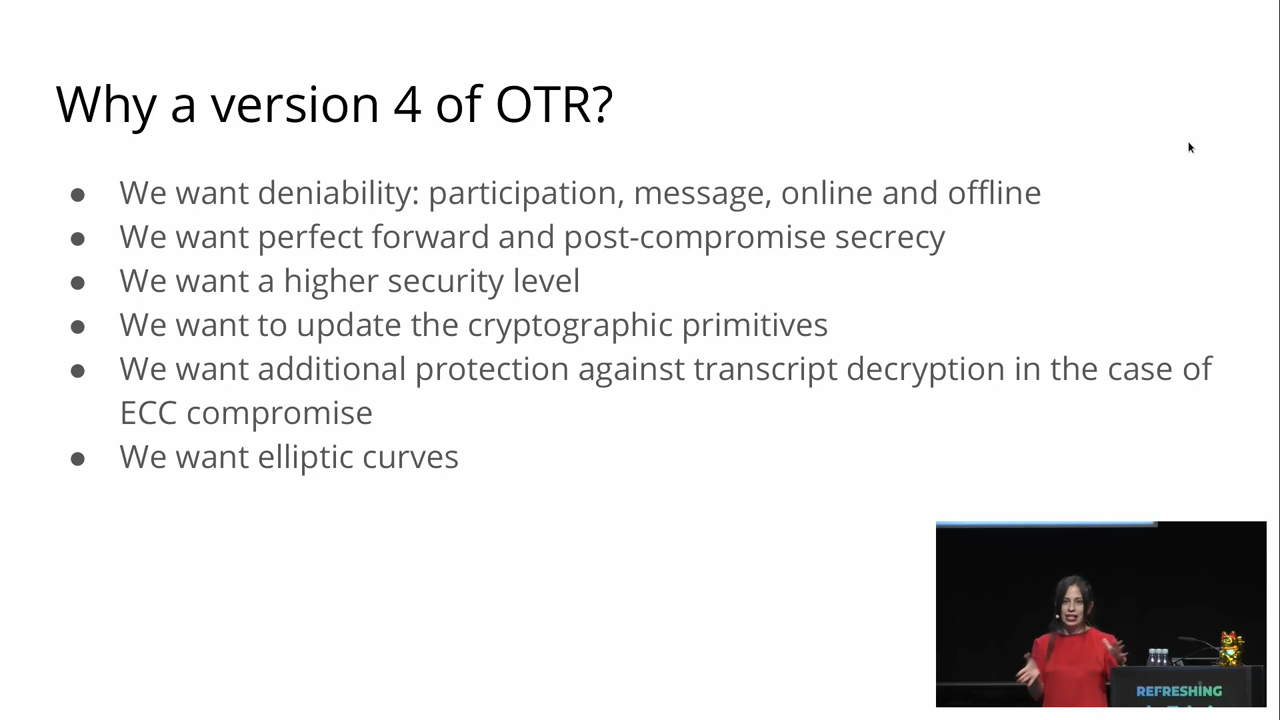 Why a version 4 of OTR?
● We want deniability: participation, message, online and offline
● We want perfect forward and post-compromise secrecy
● We want a higher security level
● We want to update the cryptographic primitives
● We want additional protection against transcript decryption in the case of
ECC compromise
● We want elliptic curves
REFRESHING